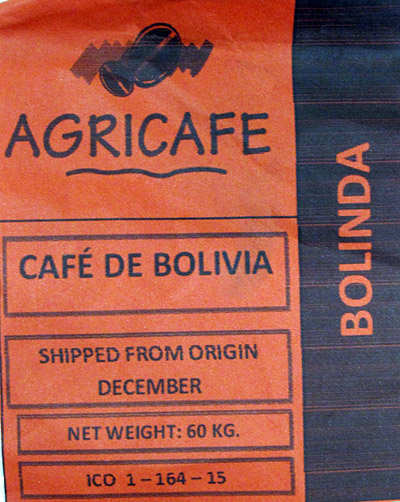 AGRICAFE
CAFÉ DE BOLIVIA
SHIPPED FROM ORIGIN
DECEMBER
NET WEIGHT: 60 KG.
ICO 1 – 164 – 15
BOLINDA